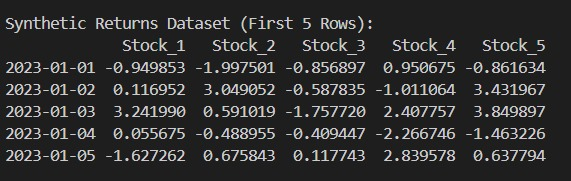 Synthetic Returns Dataset (First 5 Rows):
Stock_1 Stock_2 Stock_3 Stock_4 Stock_5
2023-01-01 -0.949853 -1.997501 -0.856897 0.950675 -0.861634
2023-01-02 0.116952 3.049052 -0.587835 -1.011064 3.431967
2023-01-03 3.241990 0.591019 -1.757720 2.407757 3.849897
2023-01-04 0.055675 -0.488955 -0.409447 -2.266746 -1.463226
2023-01-05 -1.627262 0.675843 0.117743 2.839578 0.637794